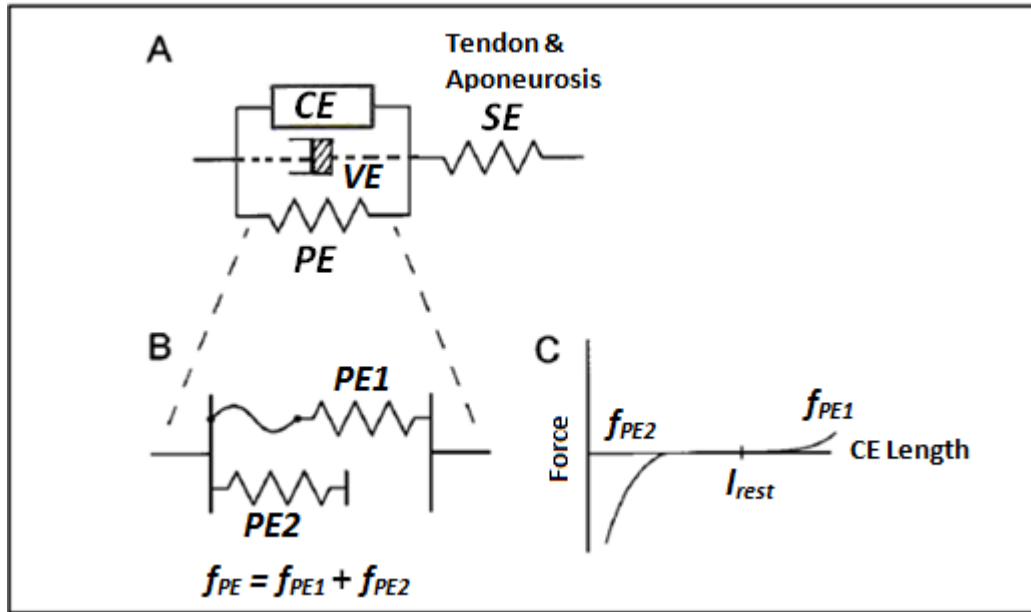 A
Tendon &
Aponeurosis
CE
SE
VE
PE
B
PE1
PE2
fPE = fPE1 + fPE2
C
Force
fPE2
fPE1
CE Length
lrest